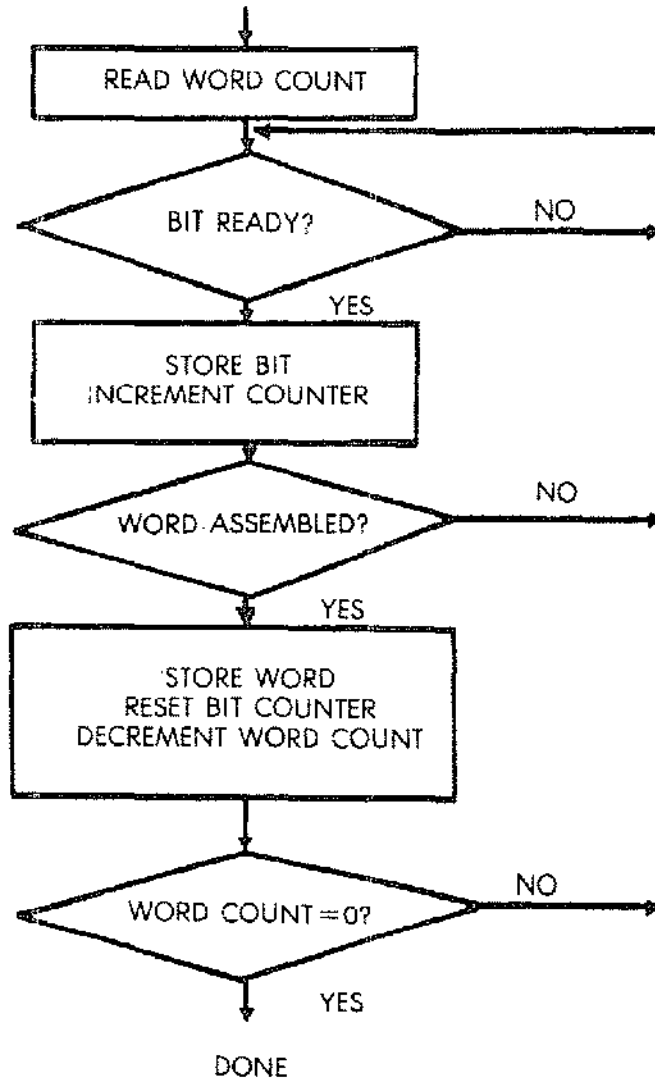 READ WORD COUNT
BIT READY?
NO
YES
STORE BIT
INCREMENT COUNTER
WORD ASSEMBLED?
NO
YES
STORE WORD
RESET BIT COUNTER
DECREMENT WORD COUNT
WORD COUNT=0?
NO
YES
DONE